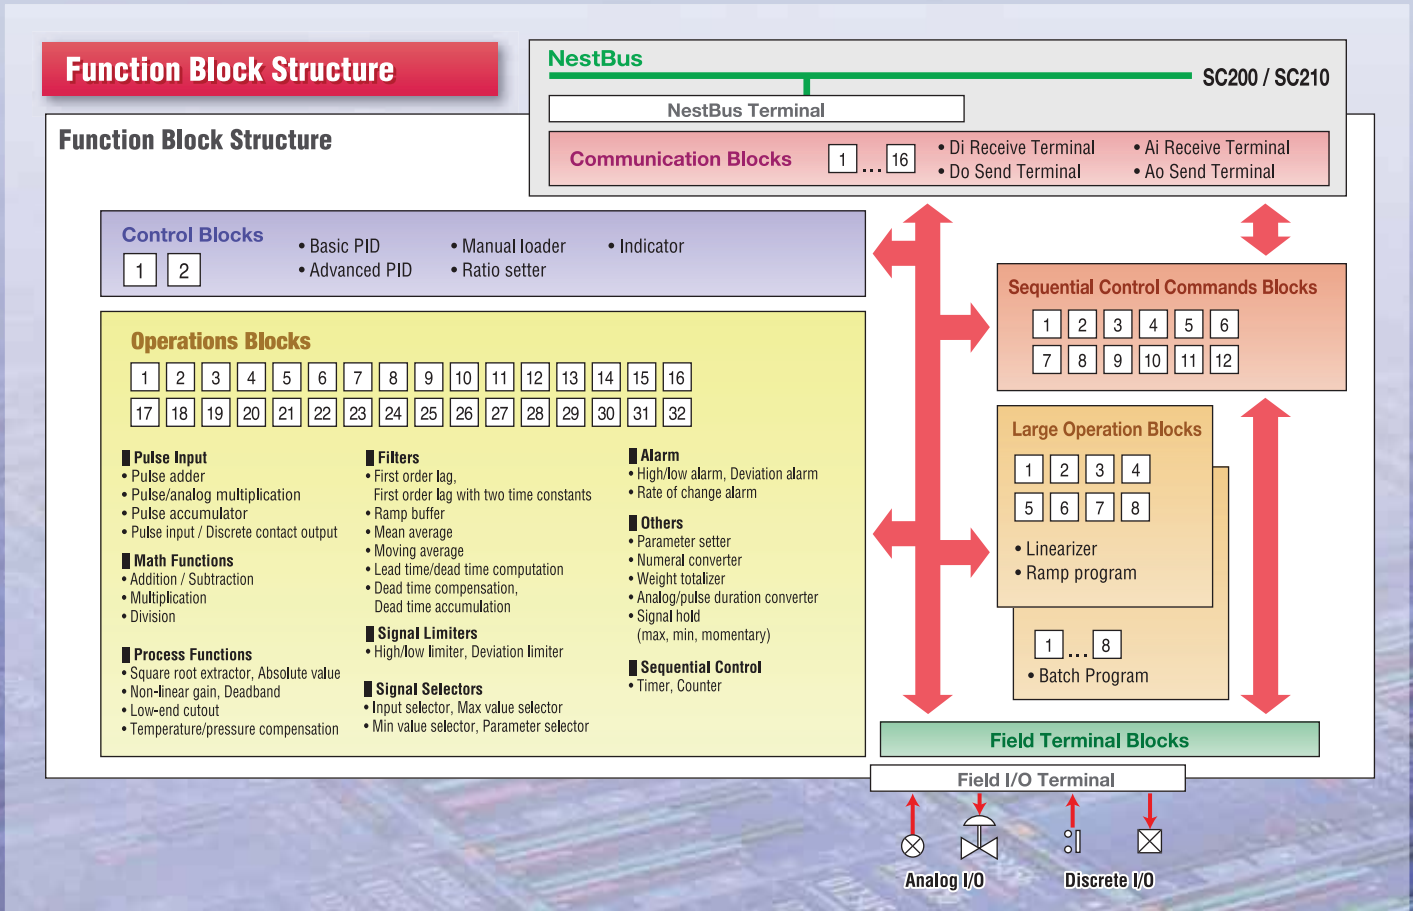 Function Block Structure
NestBus
SC200 / SC210
NestBus Terminal
Function Block Structure
Communication Blocks
1 ... 16
• Di Receive Terminal
• Do Send Terminal
• Ai Receive Terminal
• Ao Send Terminal
Control Blocks
1 2
• Basic PID
• Advanced PID
• Manual loader
• Ratio setter
• Indicator
Sequential Control Commands Blocks
1 2 3 4 5 6
7 8 9 10 11 12
Operations Blocks
1 2 3 4 5 6 7 8 9 10 11 12 13 14 15 16
17 18 19 20 21 22 23 24 25 26 27 28 29 30 31 32
Pulse Input
• Pulse adder
• Pulse/analog multiplication
• Pulse accumulator
• Pulse input / Discrete contact output
Math Functions
• Addition / Subtraction
• Multiplication
• Division
Process Functions
• Square root extractor, Absolute value
• Non-linear gain, Deadband
• Low-end cutout
• Temperature/pressure compensation
Filters
• First order lag,
First order lag with two time constants
• Ramp buffer
• Mean average
• Moving average
• Lead time/dead time computation
• Dead time compensation,
Dead time accumulation
Signal Limiters
• High/low limiter, Deviation limiter
Signal Selectors
• Input selector, Max value selector
• Min value selector, Parameter selector
Alarm
• High/low alarm, Deviation alarm
• Rate of change alarm
Others
• Parameter setter
• Numeral converter
• Weight totalizer
• Analog/pulse duration converter
• Signal hold
(max, min, momentary)
Sequential Control
• Timer, Counter
Large Operation Blocks
1 2 3 4
5 6 7 8
• Linearizer
• Ramp program
1 ... 8
• Batch Program
Field Terminal Blocks
Field I/O Terminal
Analog I/O
Discrete I/O